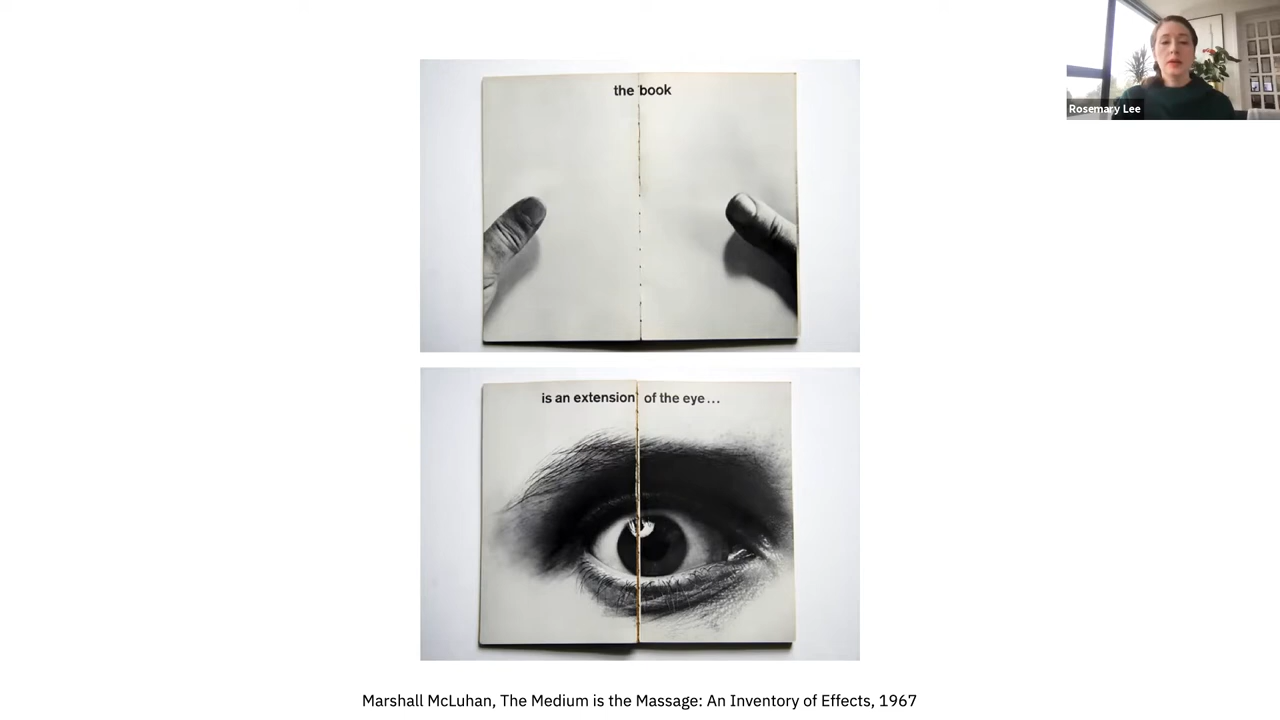 the book
Rosemary Lee
is an extension of the eye...
Marshall McLuhan, The Medium is the Massage: An Inventory of Effects, 1967